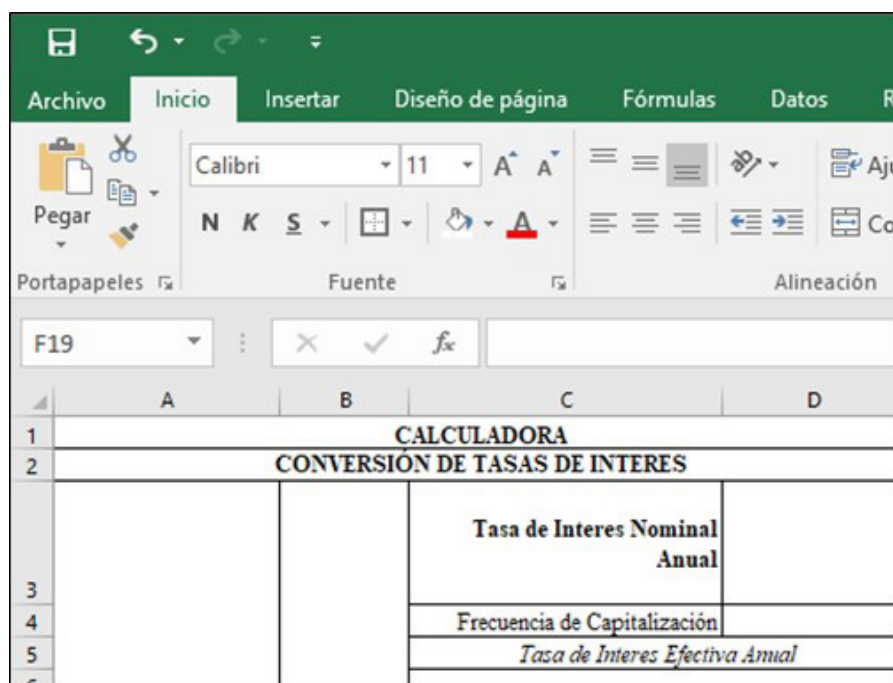 Archivo Inicio Insertar Diseño de página Fórmulas Datos R
Calibri 11 A A Aju
Pegar N K S A Co
Portapapeles Fuente Alineación
F19 fx
A B C D
1 CALCULADORA
2 CONVERSIÓN DE TASAS DE INTERES
Tasa de Interes Nominal
3 Anual
4 Frecuencia de Capitalización
5 Tasa de Interes Efectiva Anual